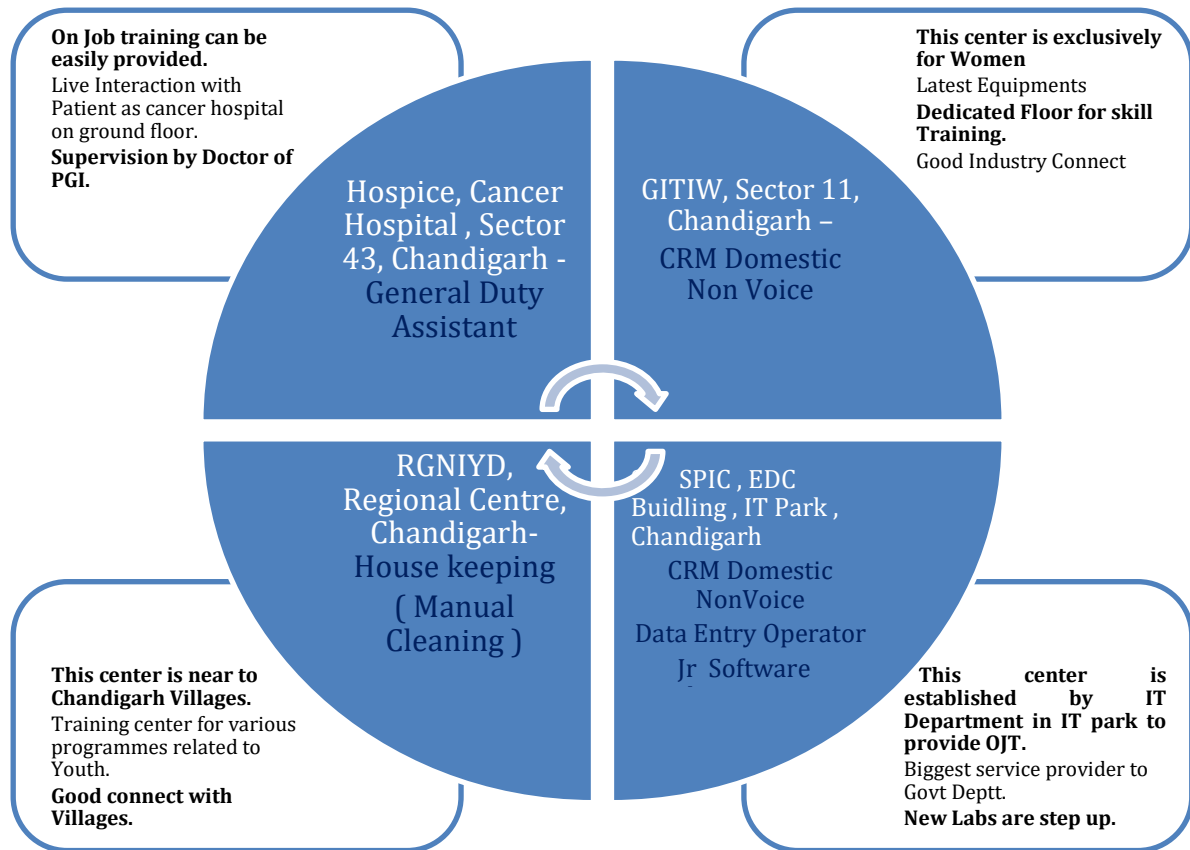 On Job training can be
easily provided.
Live Interaction with
Patient as cancer hospital
on ground floor.
Supervision by Doctor of
PGI.
This center is exclusively
for Women
Latest Equipments
Dedicated Floor for skill
Training.
Good Industry Connect
Hospice, Cancer
Hospital , Sector
43, Chandigarh -
General Duty
Assistant
GITIW, Sector 11,
Chandigarh –
CRM Domestic
Non Voice
RGNIYD,
Regional Centre,
Chandigarh-
House keeping
( Manual
Cleaning )
SPIC , EDC
Buidling , IT Park ,
Chandigarh
CRM Domestic
NonVoice
Data Entry Operator
Jr Software
This center is near to
Chandigarh Villages.
Training center for various
programmes related to
Youth.
Good connect with
Villages.
This center is
established by IT
Department in IT park to
provide OJT.
Biggest service provider to
Govt Deptt.
New Labs are step up.